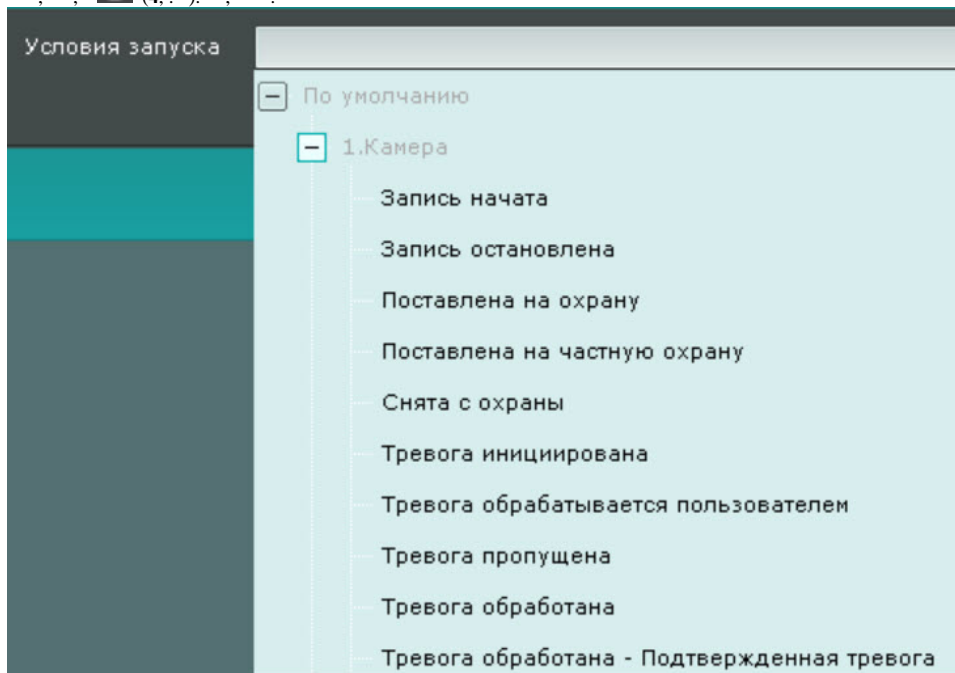 Условия запуска
По умолчанию
1.Камера
Запись начата
Запись остановлена
Поставлена на охрану
Поставлена на частную охрану
Снята с охраны
Тревога инициирована
Тревога обрабатывается пользователем
Тревога пропущена
Тревога обработана
Тревога обработана - Подтвержденная тревога